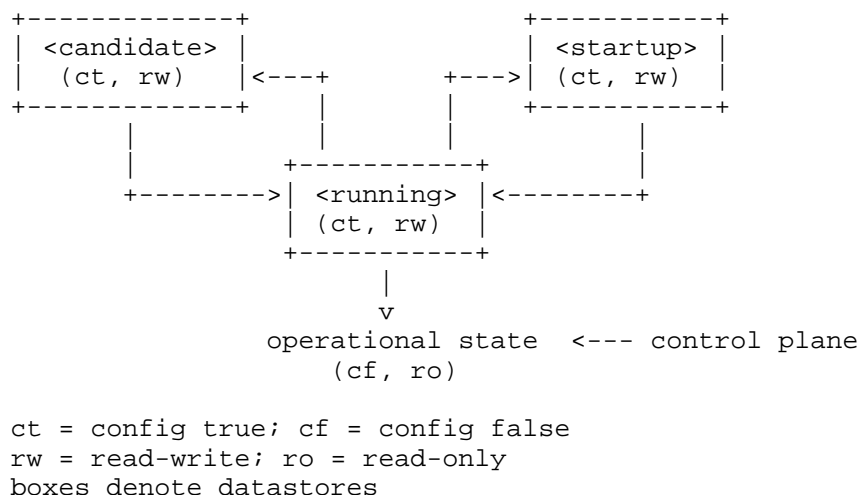 <candidate> <startup>
(ct, rw) <---+ +---> (ct, rw)
+--------> <running> <--------+
(ct, rw)
v
operational state <--- control plane
(cf, ro)
ct = config true; cf = config false
rw = read-write; ro = read-only
boxes denote datastores